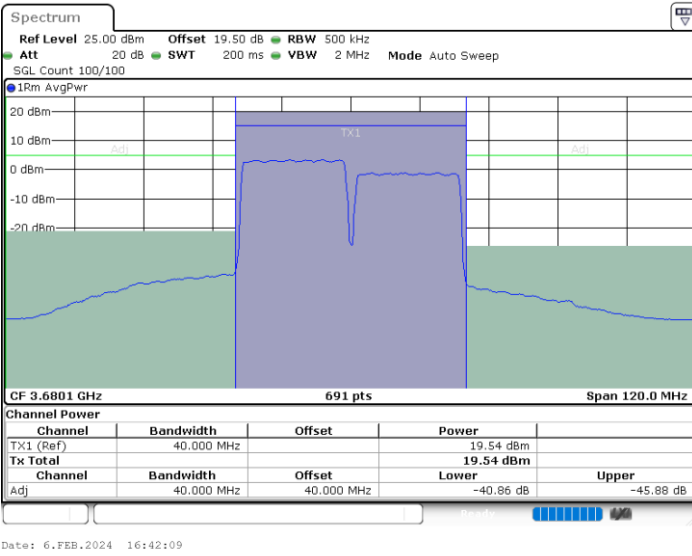 Spectrum
Ref Level 25.00 dBm Offset 19.50 dB RBW 500 kHz
Att 20 dB SWT 200 ms VBW 2 MHz Mode Auto Sweep
SGL Count 100/100
1Rm AvgPwr
20 dBm
TX1
10 dBm
Adj Adj
0 dBm
-10 dBm
-20 dBm
CF 3.6801 GHz 691 pts Span 120.0 MHz
Channel Power
Channel Bandwidth Offset Power
TX1 (Ref) 40.000 MHz 19.54 dBm
Tx Total 19.54 dBm
Channel Bandwidth Offset Lower Upper
Adj 40.000 MHz 40.000 MHz -40.86 dB -45.88 dB
Ready
Date: 6.FEB.2024 16:42:09